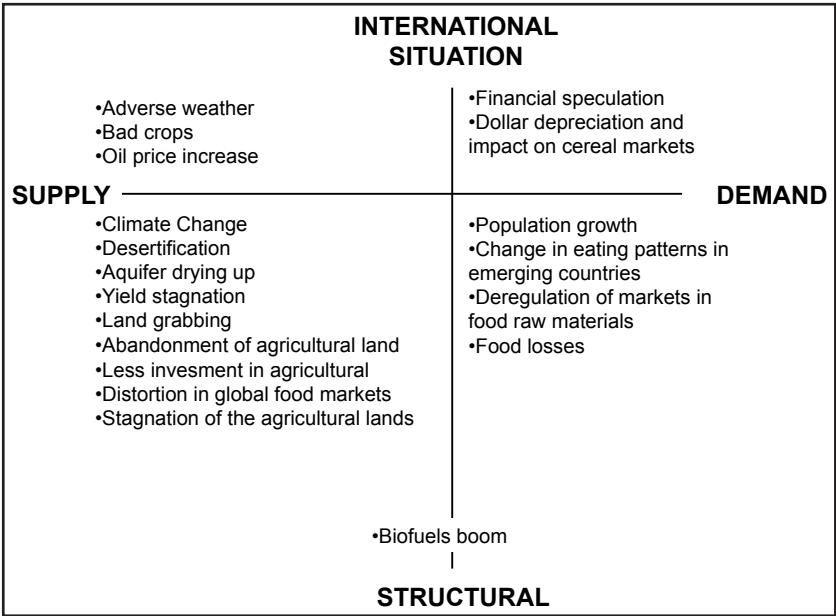 INTERNATIONAL
SITUATION
•Adverse weather
•Bad crops
•Oil price increase
•Financial speculation
•Dollar depreciation and
impact on cereal markets
SUPPLY
DEMAND
•Climate Change
•Desertification
•Aquifer drying up
•Yield stagnation
•Land grabbing
•Abandonment of agricultural land
•Less invesment in agricultural
•Distortion in global food markets
•Stagnation of the agricultural lands
•Population growth
•Change in eating patterns in
emerging countries
•Deregulation of markets in
food raw materials
•Food losses
•Biofuels boom
STRUCTURAL